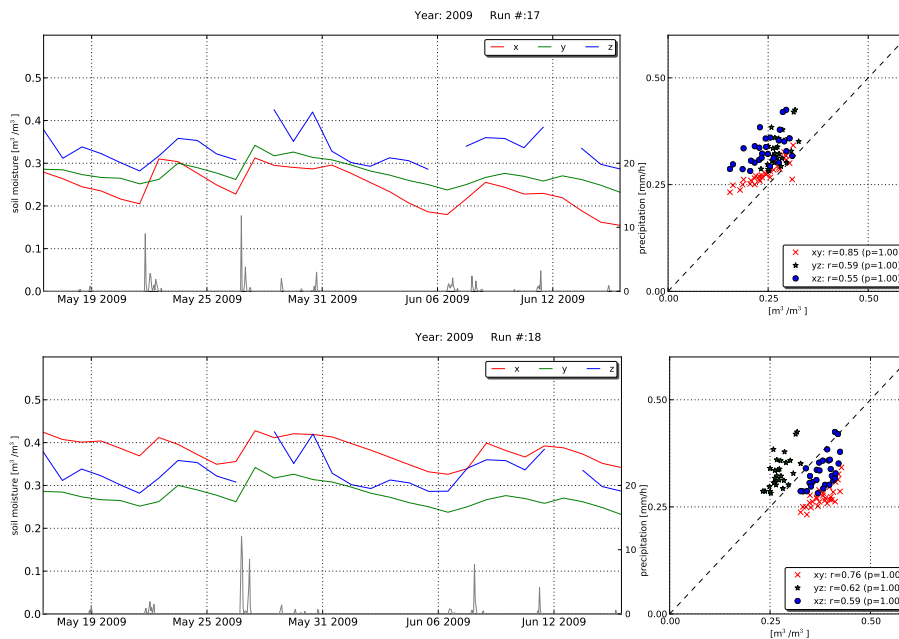 Year: 2009 Run #:17
x y z
soil moisture [m³/m³]
0.5
0.4
0.3
0.2
0.1
0.0
20
10
0
May 19 2009 May 25 2009 May 31 2009 Jun 06 2009 Jun 12 2009
precipitation [mm/h]
0.50
0.25
0.00
xy: r=0.85 (p=1.00
yz: r=0.59 (p=1.00)
xz: r=0.55 (p=1.00)
0.00 0.25 0.50
[m³/m³ ]
Year: 2009 Run #:18
x y z
soil moisture [m³/m³ ]
0.5
0.4
0.3
0.2
0.1
0.0
20
10
0
May 19 2009 May 25 2009 May 31 2009 Jun 06 2009 Jun 12 2009
precipitation [mm/h]
0.50
0.25
0.00
xy: r=0.76 (p=1.00
yz: r=0.62 (p=1.00
xz: r=0.59 (p=1.00
0.00 0.25 0.50
[m³/m³ ]